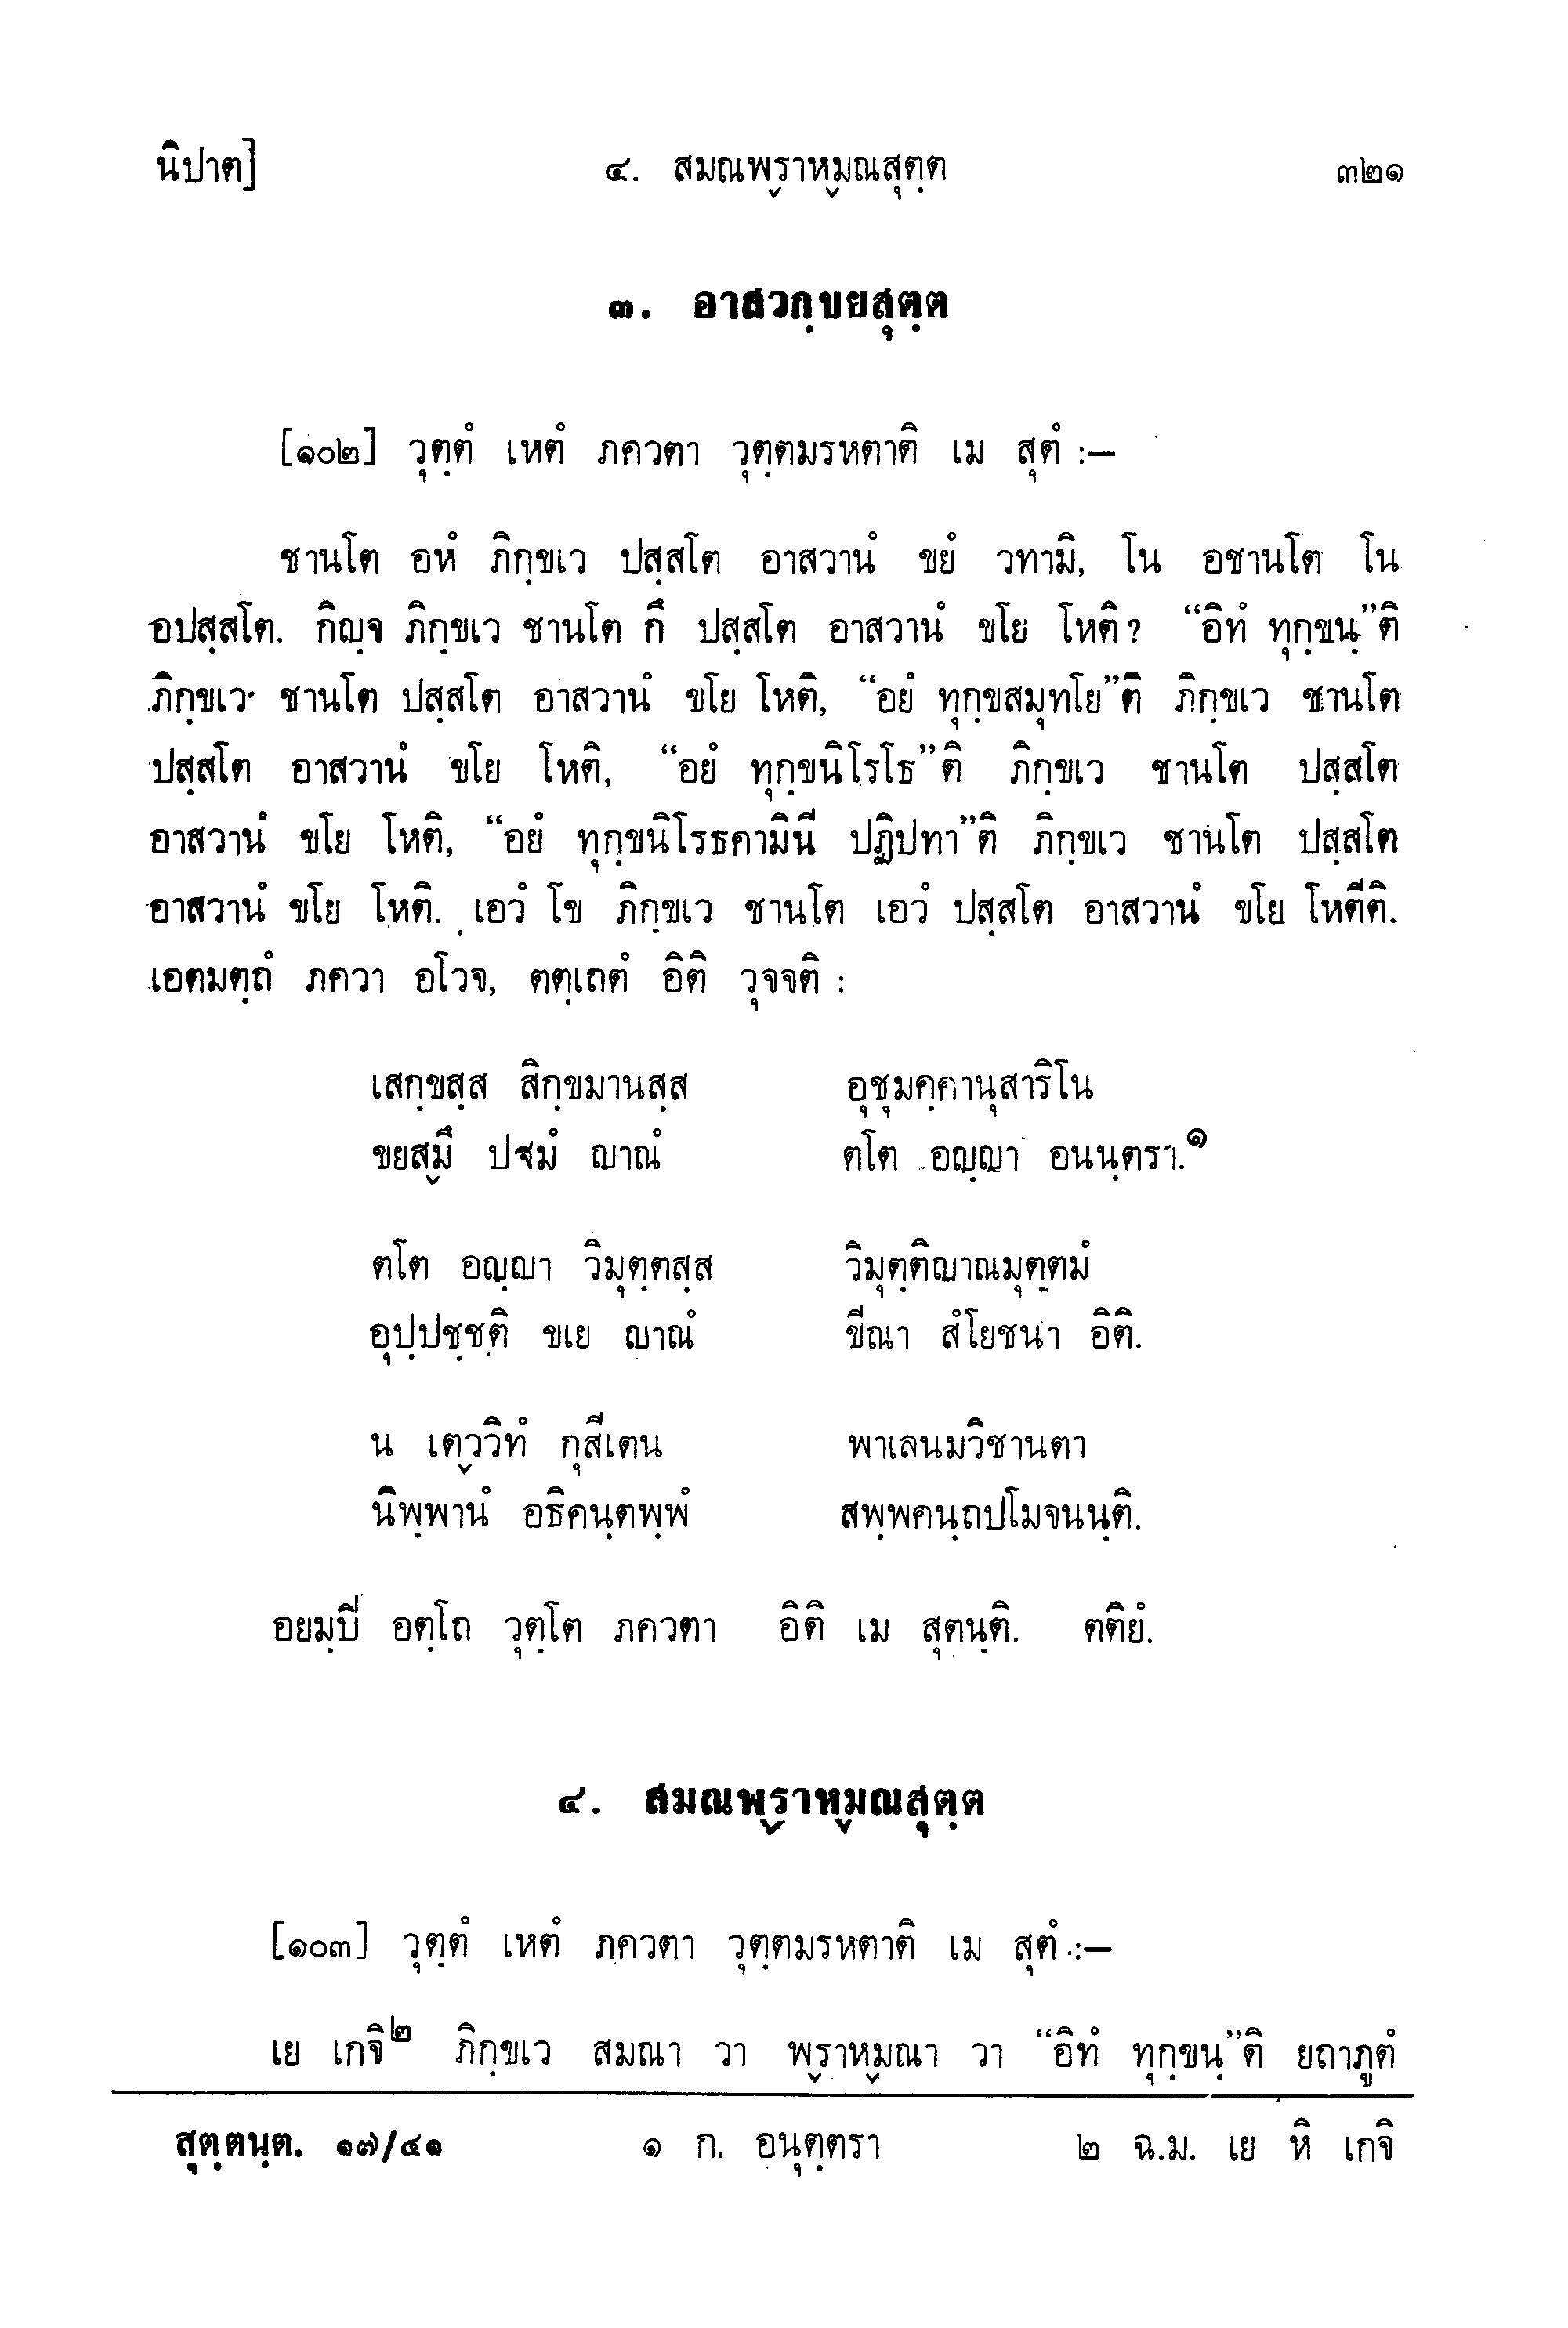 นิปาต] ๔. สมณพ๎ราห๎มณสุตฺต ๓๒๑
๓. อาสวกฺขยสุตฺต
[๑๐๒] วุตฺตํ เหตํ ภควตา วุตฺตมรหตาติ เม สุตํ :—
ชานโต อหํ ภิกฺขเว ปสฺสโต อาสวานํ ขยํ วทามิ, โน อชานโต โน
อปสฺสโต. กิญฺจ ภิกฺขเว ชานโต กึ ปสฺสโต อาสวานํ ขโย โหติ? “อิทํ ทุกฺขนฺ”ติ
ภิกฺขเว ชานโต ปสฺสโต อาสวานํ ขโย โหติ, “อยํ ทุกฺขสมุทโย”ติ ภิกฺขเว ชานโต
ปสฺสโต อาสวานํ ขโย โหติ, “อยํ ทุกฺขนิโรโธ”ติ ภิกฺขเว ชานโต ปสฺสโต
อาสวานํ ขโย โหติ, “อยํ ทุกฺขนิโรธคามินี ปฏิปทา”ติ ภิกฺขเว ชานโต ปสฺสโต
อาสวานํ ขโย โหติ. เอวํ โข ภิกฺขเว ชานโต เอวํ ปสฺสโต อาสวานํ ขโย โหตีติ.
เอตมตฺถํ ภควา อโวจ, ตตฺเถตํ อิติ วุจจติ :
เสกฺขสฺส สิกฺขมานสฺส อุชุมคฺคานุสาริโน
ขยส๎มึ ปฐมํ ญาณํ ตโต อญฺญา อนนฺตรา.๑
ตโต อญฺญา วิมุตฺตสฺส วิมุตฺติญาณมุตฺตมํ
อุปฺปชฺชติ ขเย ญาณํ ขีณา สํโยชนา อิติ.
น เต๎ววิทํ กุสีเตน พาเลนมวิชานตา
นิพฺพานํ อธิคนฺตพฺพํ สพฺพคนฺถปโมจนนฺติ.
อยมฺปิ อตฺโถ วุตฺโต ภควตา อิติ เม สุตนฺติ. ตติยํ.
๔. สมณพ๎ราห๎มณสุตฺต
[๑๐๓] วุตฺตํ เหตํ ภควตา วุตฺตมรหตาติ เม สุตํ :—
เย เกจิ๒ ภิกฺขเว สมณา วา พ๎ราห๎มณา วา “อิทํ ทุกฺขนฺ”ติ ยถาภูตํ
สุตฺตนฺต. ๑๗/๔๑ ๑ ก. อนุตฺตรา ๒ ฉ.ม. เย หิ เกจิ